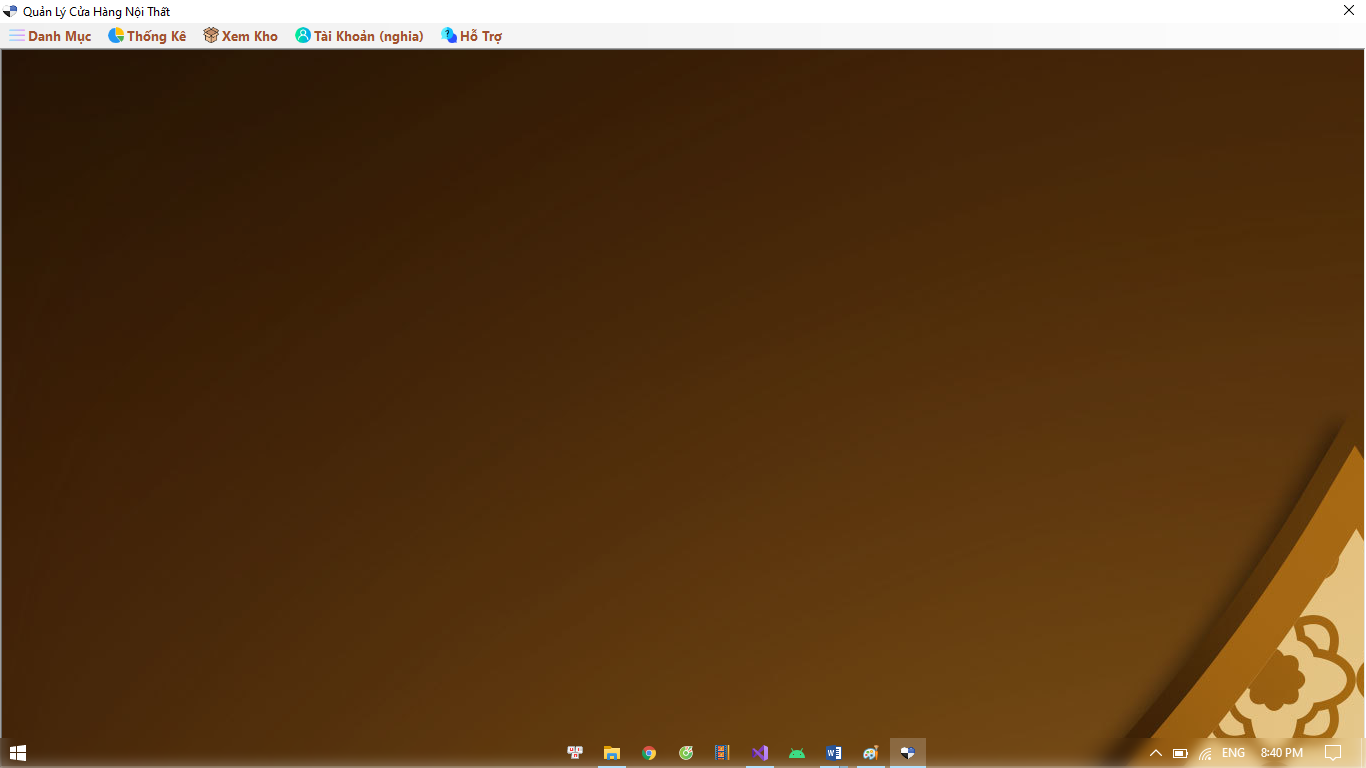 Quản Lý Cửa Hàng Nội Thất
Danh Mục Thống Kê Xem Kho Tài Khoản (nghia) Hỗ Trợ
ENG 8:40 PM